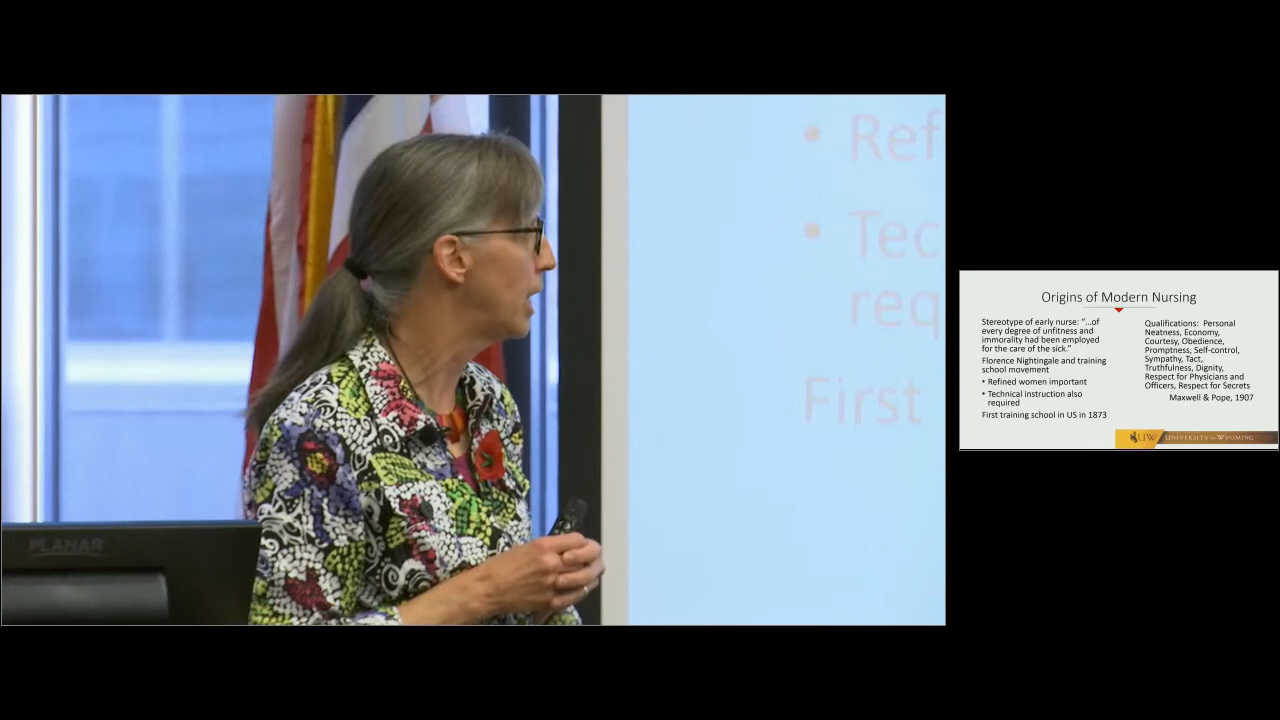 PLANAR
• Ref
• Tec
req
First
Origins of Modern Nursing
Stereotype of early nurse: “…of
every degree of unfitness and
immorality had been employed
for the care of the sick.”
Florence Nightingale and training
school movement
• Refined women important
• Technical instruction also
required
First training school in US in 1873
Qualifications: Personal
Neatness, Economy,
Courtesy, Obedience,
Promptness, Self-control,
Sympathy, Tact,
Truthfulness, Dignity,
Respect for Physicians and
Officers, Respect for Secrets
Maxwell & Pope, 1907
UW UNIVERSITY OF WYOMING